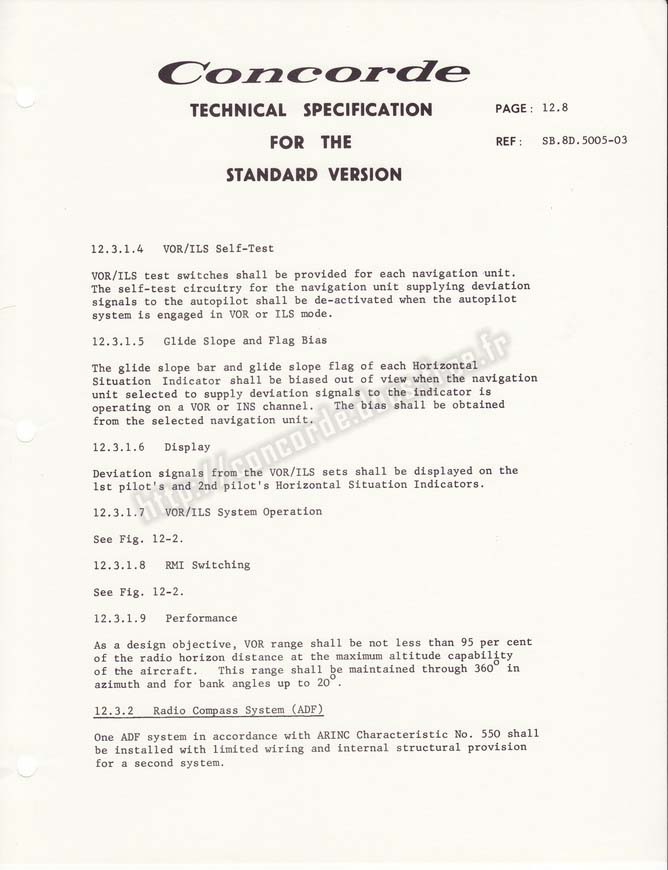 Concorde
TECHNICAL SPECIFICATION
FOR THE
STANDARD VERSION
PAGE: 12.8
REF: SB.8D.5005-03
12.3.1.4 VOR/ILS Self-Test
VOR/ILS test switches shall be provided for each navigation unit.
The self-test circuitry for the navigation unit supplying deviation
signals to the autopilot shall be de-activated when the autopilot
system is engaged in VOR or ILS mode.
12.3.1.5 Glide Slope and Flag Bias
The glide slope bar and glide slope flag of each Horizontal
Situation Indicator shall be biased out of view when the navigation
unit selected to supply deviation signals to the indicator is
operating on a VOR or INS channel. The bias shall be obtained
from the selected navigation unit.
12.3.1.6 Display
Deviation signals from the VOR/ILS sets shall be displayed on the
1st pilot's and 2nd pilot's Horizontal Situation Indicators.
12.3.1.7 VOR/ILS System Operation
See Fig. 12-2.
12.3.1.8 RMI Switching
See Fig. 12-2.
12.3.1.9 Performance
As a design objective, VOR range shall be not less than 95 per cent
of the radio horizon distance at the maximum altitude capability
of the aircraft. This range shall be maintained through 360° in
azimuth and for bank angles up to 20°.
12.3.2 Radio Compass System (ADF)
One ADF system in accordance with ARINC Characteristic No. 550 shall
be installed with limited wiring and internal structural provision
for a second system.